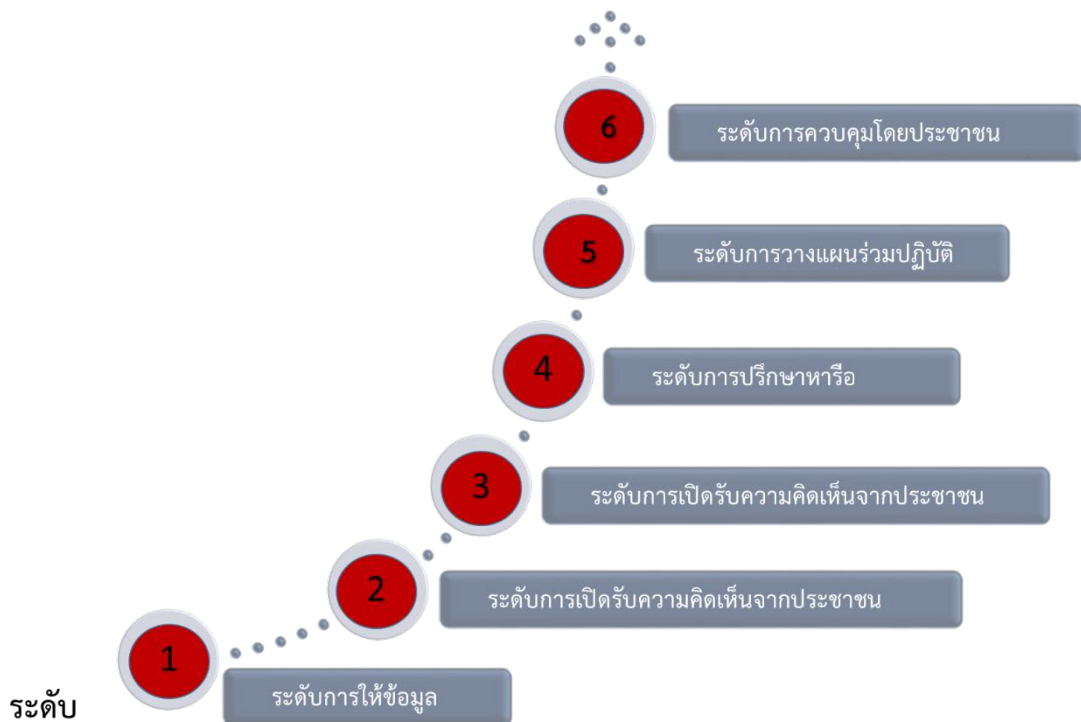 6
ระดับการควบคุมโดยประชาชน
5
ระดับการวางแผนร่วมปฏิบัติ
4
ระดับการปรึกษาหารือ
3
ระดับการเปิดรับความคิดเห็นจากประชาชน
2
ระดับการเปิดรับความคิดเห็นจากประชาชน
1
ระดับการให้ข้อมูล
ระดับ